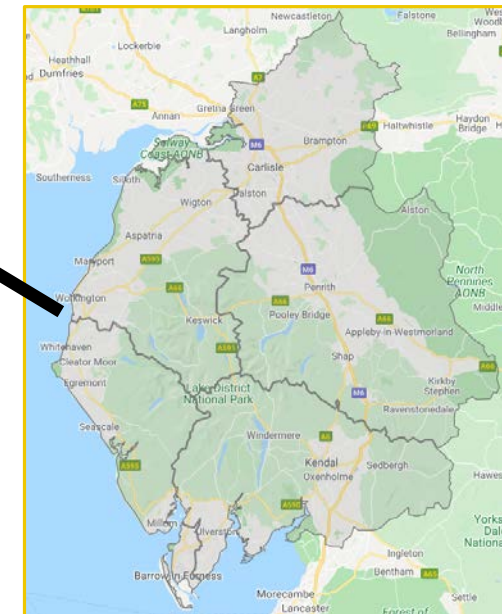 Newcastleton
Falstone
Langholm
Bellingham
Lockerbie
Heathhall
Dumfries
A7
A75
Gretna Green
Annan
A69
Haltwhistle
Haydon
Bridge
M6
Brampton
Solway
Coast AONB
Southerness
Carlisle
Silloth
Dalston
Wigton
Alston
Aspatria
North
Pennines
AONB
Maryport
A595
M6
Penrith
Middle
Workington
A66
A66
Keswick
Pooley Bridge
A66
Appleby-in-Westmorland
Whitehaven
A591
Shap
Cleator Moor
A66
Egremont
Kirkby
Stephen
Lake District
National Park
M6
Ravenstonedale
Seascale
Windermere
A6
Kendal
Sedbergh
Oxenholme
A595
Hawes
A590
Millom
Ulverston
Yorks
Dale
National
Barrow-in-Furness
Ingleton
Bentham
A65
Morecambe
Lancaster
Settle
Forest of